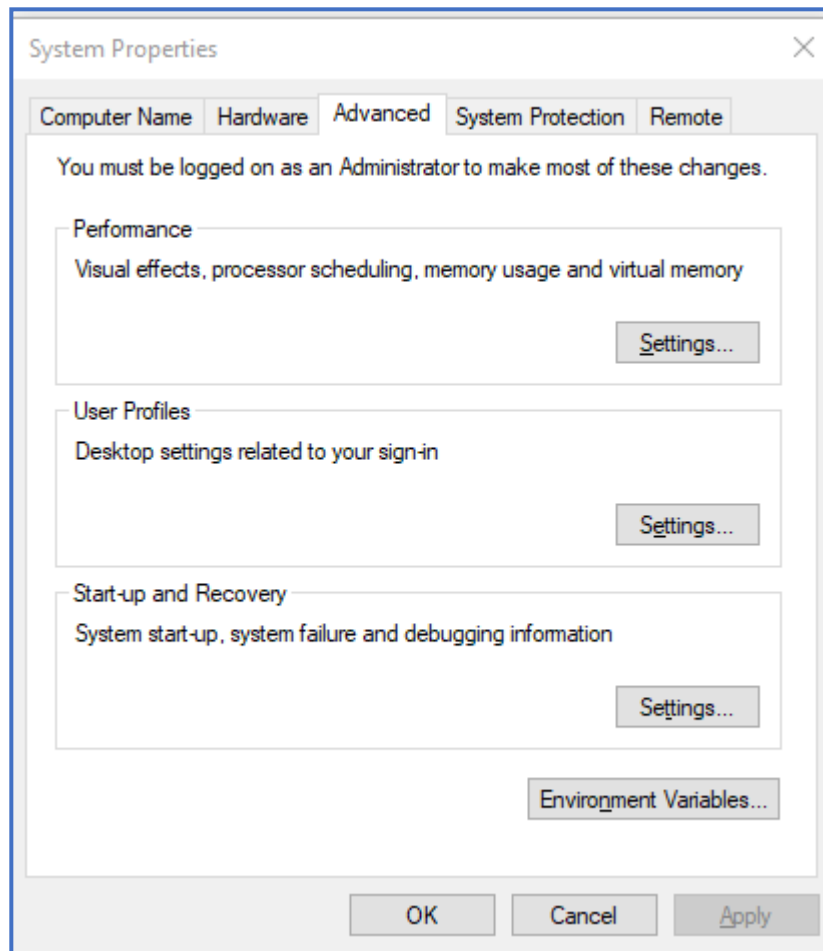 System Properties
Computer Name Hardware Advanced System Protection Remote
You must be logged on as an Administrator to make most of these changes.
Performance
Visual effects, processor scheduling, memory usage and virtual memory
Settings...
User Profiles
Desktop settings related to your sign-in
Settings...
Start-up and Recovery
System start-up, system failure and debugging information
Settings...
Environment Variables...
OK Cancel Apply